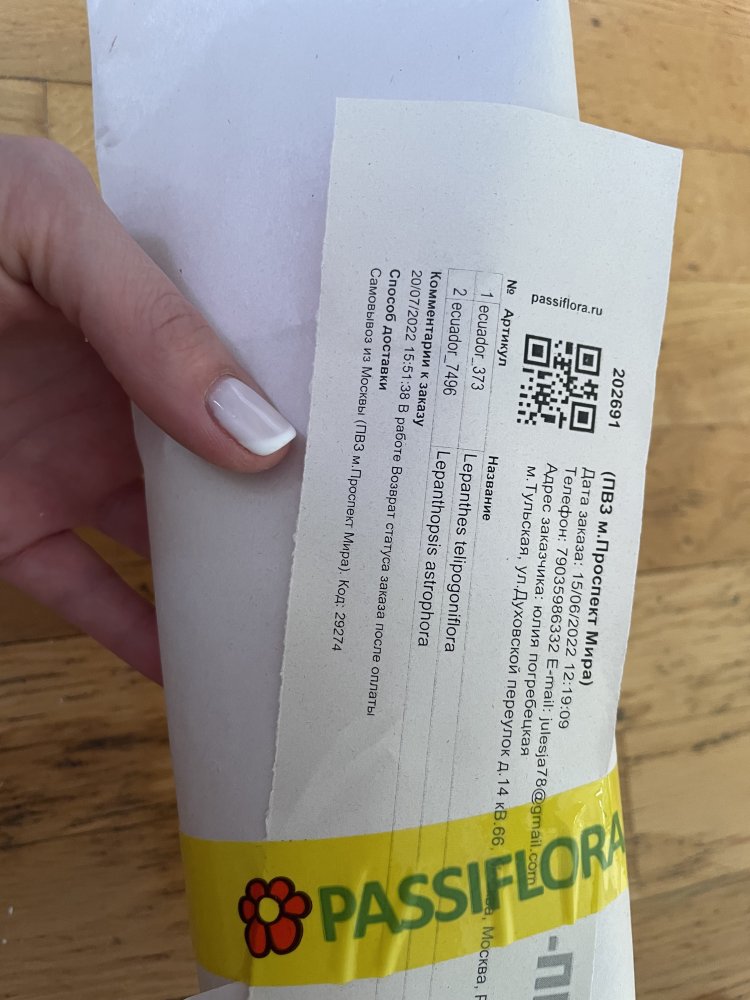 202691
passiflora.ru
(ПВЗ м.Проспект Мира)
Дата заказа: 15/06/2022 12:19:09
Телефон: 79035986332 E-mail: julesja78@gmail.com
Адрес заказчика: юлия погребецкая
м.Тульская, ул.Духовской переулок д.14 кв.66, Москва,
№ Артикул Название
1 ecuador_373 Lepanthes telipogoniflora
2 ecuador_7496 Lepanthopsis astrophora
Комментарии к заказу
20/07/2022 15:51:38 В работе Возврат статуса заказа после оплаты
Способ доставки
Самовывоз из Москвы (ПВЗ м.Проспект Мира). Код: 29274
PASSIFLORA